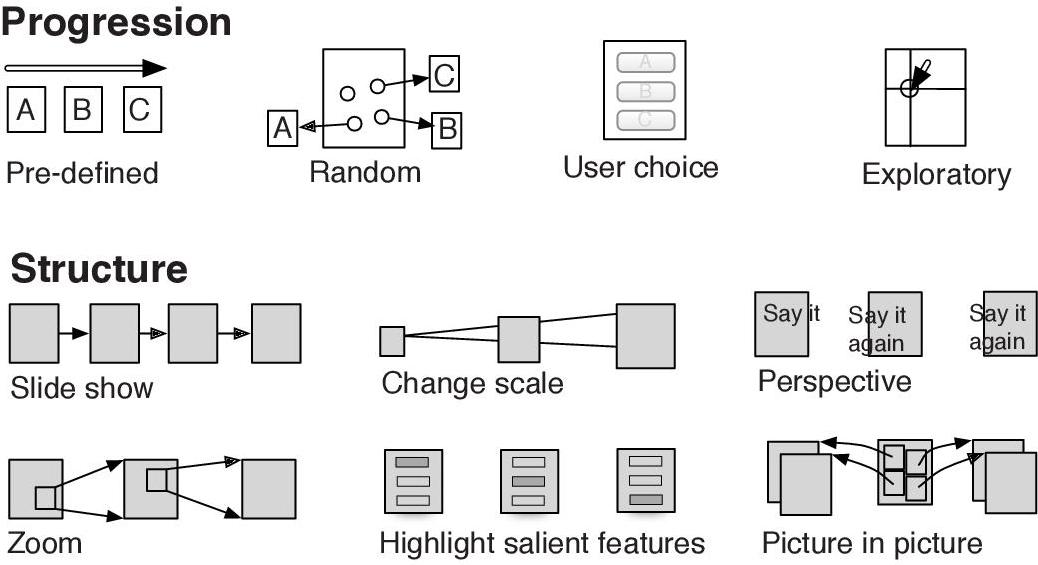 Progression
A B C
Pre-defined
A
C
B
Random
A
B
C
User choice
Exploratory
Structure
Slide show
Change scale
Say it
Say it
again
Say it
again
Perspective
Zoom
Highlight salient features
Picture in picture